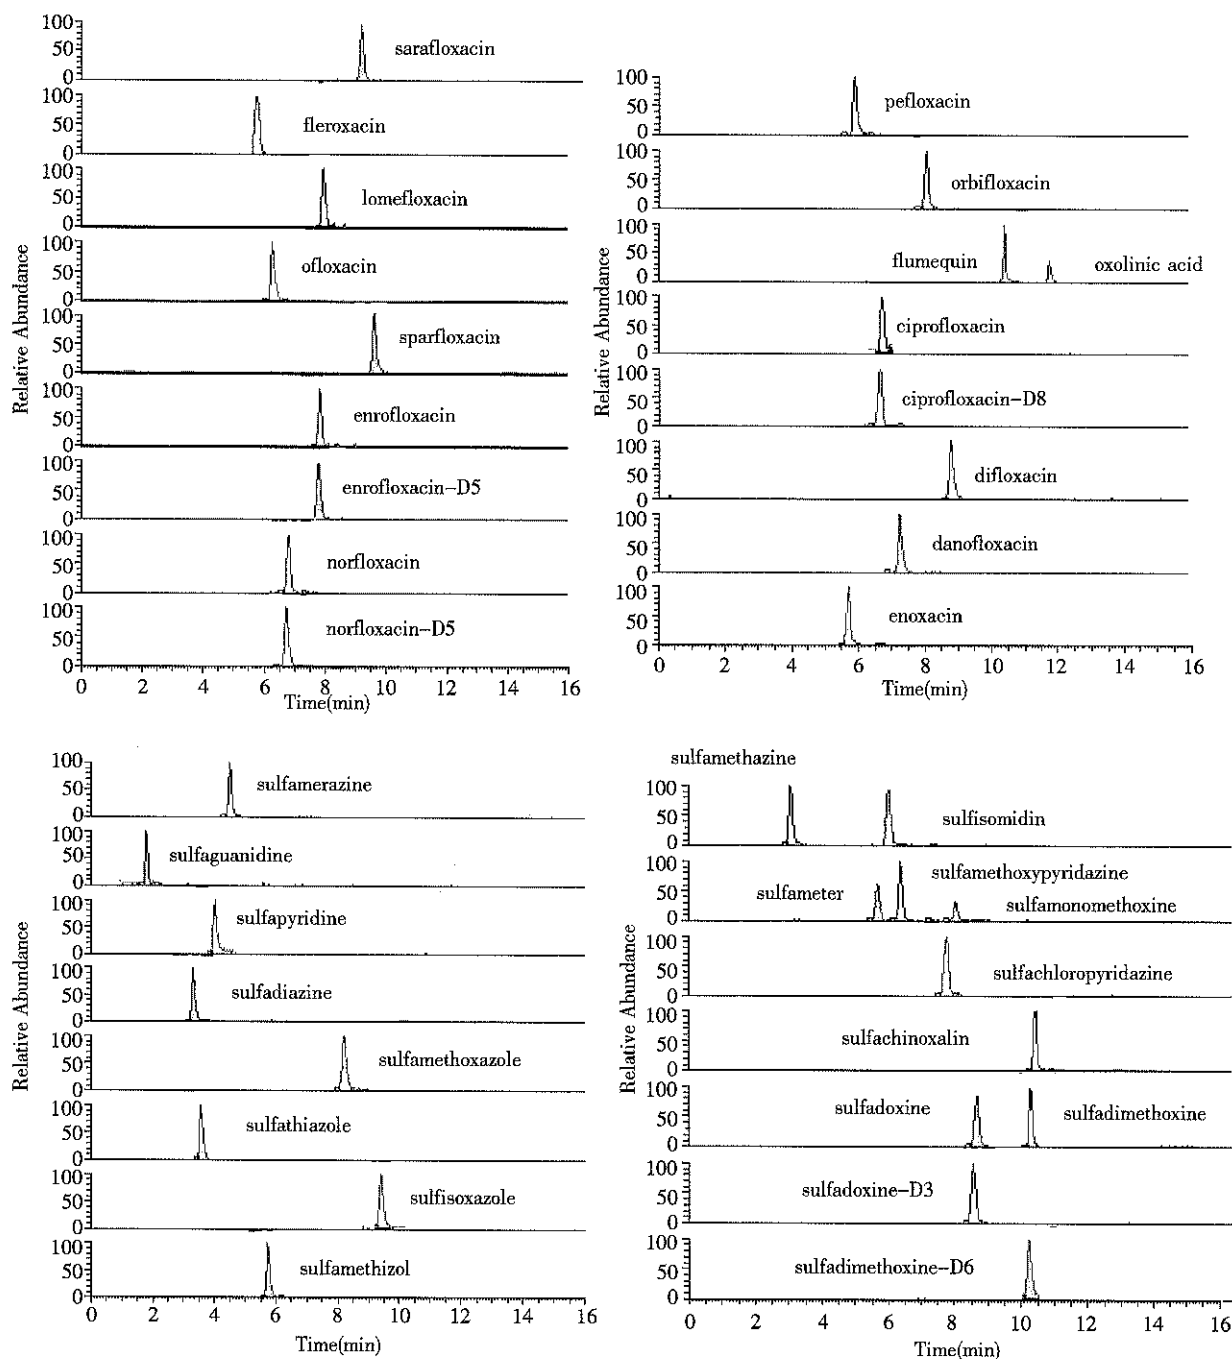 100
50
0
sarafloxacin
100
50
0
fleroxacin
100
50
0
lomefloxacin
100
50
0
ofloxacin
100
50
0
sparfloxacin
100
50
0
enrofloxacin
100
50
0
enrofloxacin-D5
100
50
0
norfloxacin
100
50
0
norfloxacin-D5
Relative Abundance
0 2 4 6 8 10 12 14 16
Time(min)
100
50
0
pefloxacin
100
50
0
orbifloxacin
100
50
0
flumequin oxolinic acid
100
50
0
ciprofloxacin
100
50
0
ciprofloxacin-D8
100
50
0
difloxacin
100
50
0
danofloxacin
100
50
0
enoxacin
Relative Abundance
0 2 4 6 8 10 12 14 16
Time(min)
100
50
0
sulfamerazine
100
50
0
sulfaguanidine
100
50
0
sulfapyridine
100
50
0
sulfadiazine
100
50
0
sulfamethoxazole
100
50
0
sulfathiazole
100
50
0
sulfisoxazole
100
50
0
sulfamethizol
Relative Abundance
0 2 4 6 8 10 12 14 16
Time(min)
sulfamethazine
100
50
0
sulfisomidin
100
50
0
sulfameter
sulfamethoxypyridazine
sulfamonomethoxine
100
50
0
sulfachloropyridazine
100
50
0
sulfachinoxalin
100
50
0
sulfadoxine sulfadimethoxine
100
50
0
sulfadoxine-D3
100
50
0
sulfadimethoxine-D6
Relative Abundance
0 2 4 6 8 10 12 14 16
Time(min)